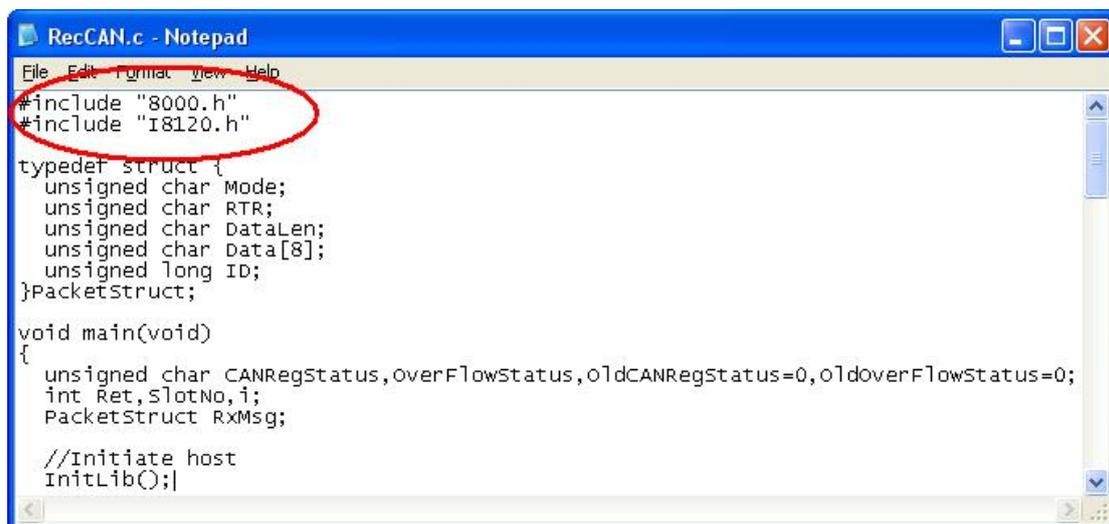 RecCAN.c - Notepad
File Edit Format View Help
#include "8000.h"
#include "I8120.h"
typedef struct {
unsigned char Mode;
unsigned char RTR;
unsigned char DataLen;
unsigned char Data[8];
unsigned long ID;
}PacketStruct;
void main(void)
{
unsigned char CANRegStatus,OverFlowStatus,OldCANRegStatus=0,OldOverFlowStatus=0;
int Ret,SlotNo,i;
PacketStruct RxMsg;
//Initiate host
InitLib();